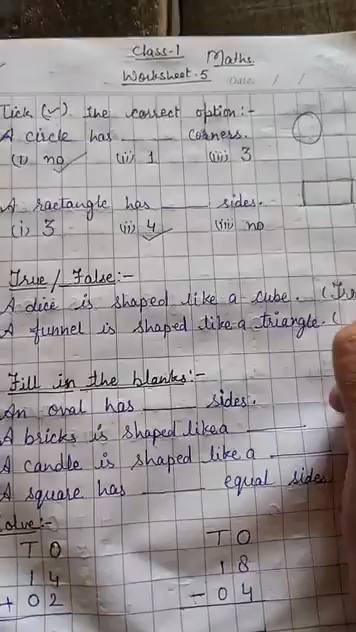 Class-1 Maths
Worksheet-5
Date: / /
Tick (✓) the correct option:-
A circle has ____ corners.
(i) no ✓ (ii) 1 (iii) 3
A ractangle has ____ sides.
(i) 3 (ii) 4 ✓ (iii) no
True/False:-
A dice is shaped like a cube. (Tru
A funnel is shaped like a triangle. (
Fill in the blanks:-
An oval has ____ sides.
A bricks is shaped like a ____
A candle is shaped like a ____
A square has ____ equal sides
Solve:-
T O T O
1 4 1 8
+ 0 2 - 0 4